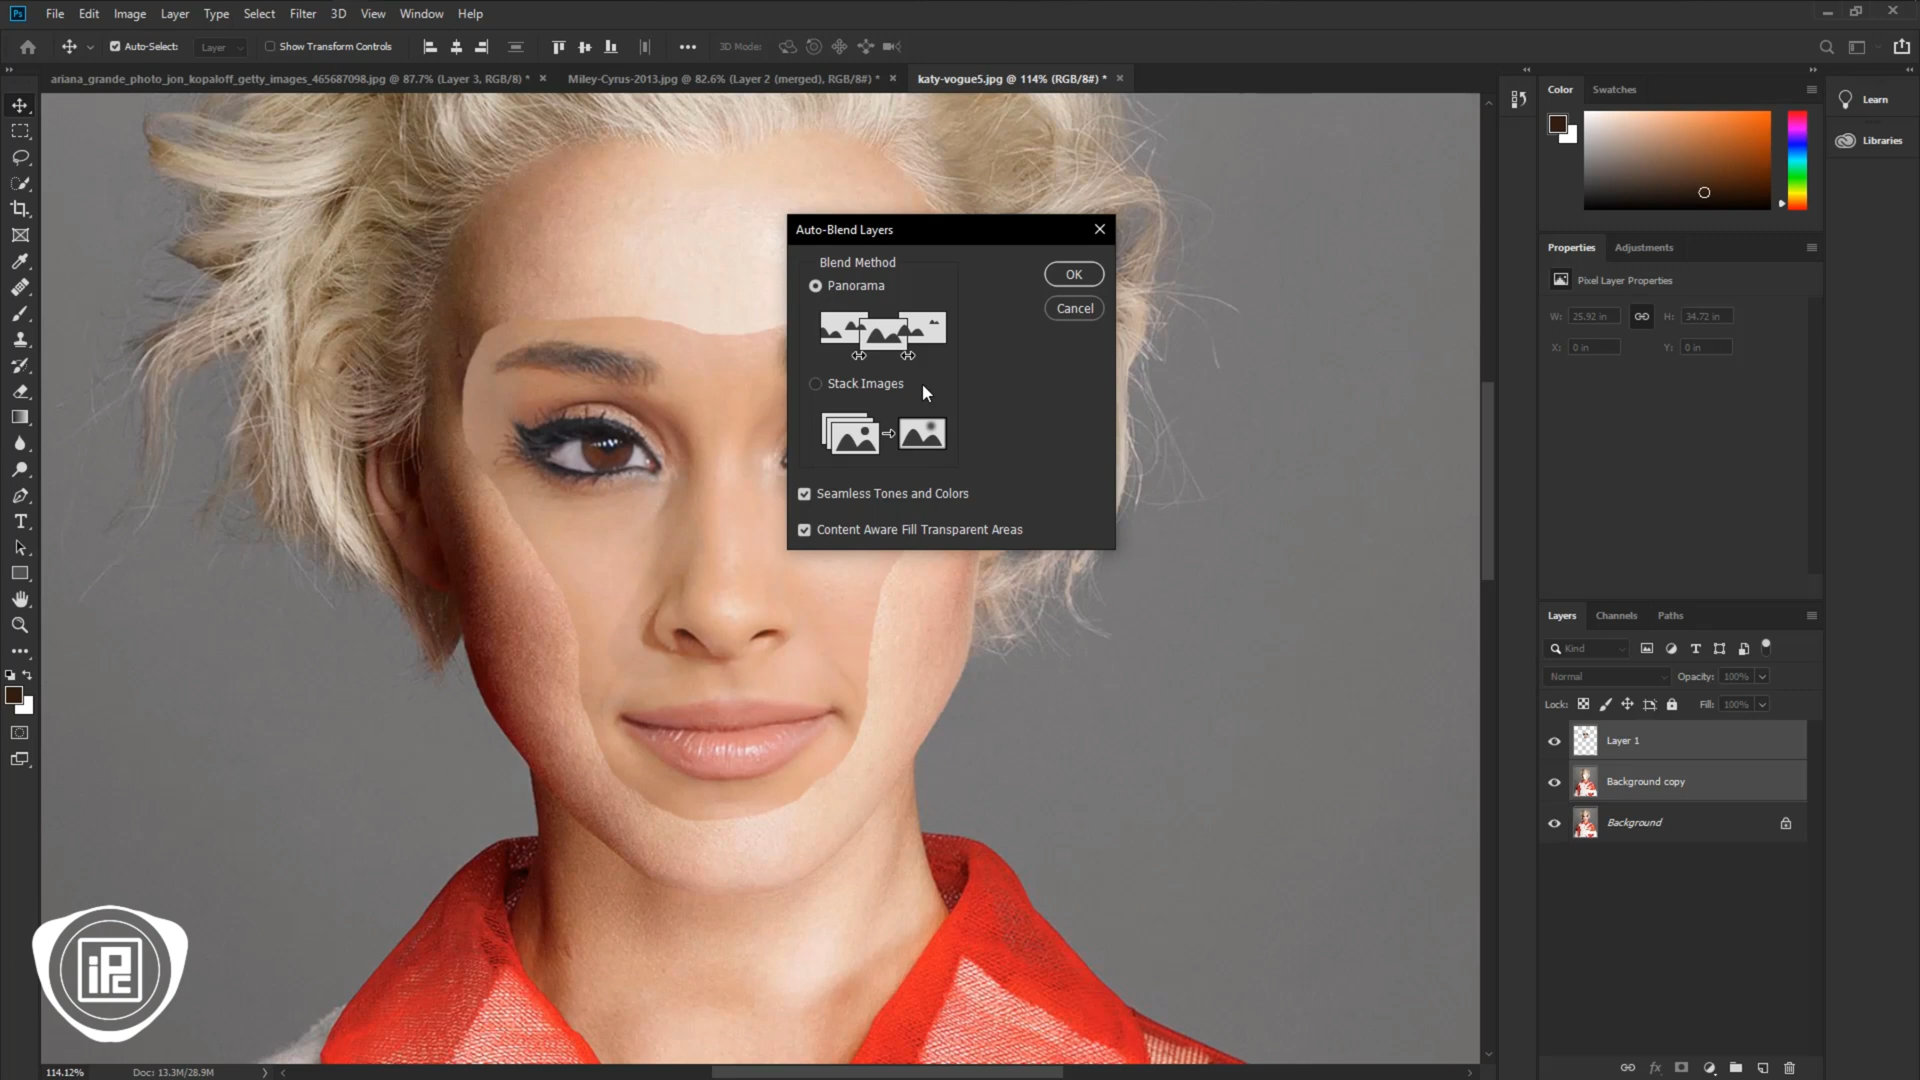 Ps File Edit Image Layer Type Select Filter 3D View Window Help
Auto-Select: Layer Show Transform Controls 3D Mode:
ariana_grande_photo_jon_kopaloff_getty_images_465687098.jpg @ 87.7% (Layer 3, RGB/8) * Miley-Cyrus-2013.jpg @ 82.6% (Layer 2 (merged), RGB/8#) * katy-vogue5.jpg @ 114% (RGB/8#) *
Color Swatches
Learn
Libraries
Auto-Blend Layers
Blend Method
Panorama
OK
Cancel
Stack Images
Seamless Tones and Colors
Content Aware Fill Transparent Areas
Properties Adjustments
Pixel Layer Properties
W: 25.92 in H: 34.72 in
X: 0 in Y: 0 in
Layers Channels Paths
Kind
Normal Opacity: 100%
Lock: Fill: 100%
Layer 1
Background copy
Background
iPc
114.12% Doc: 13.3M/28.9M